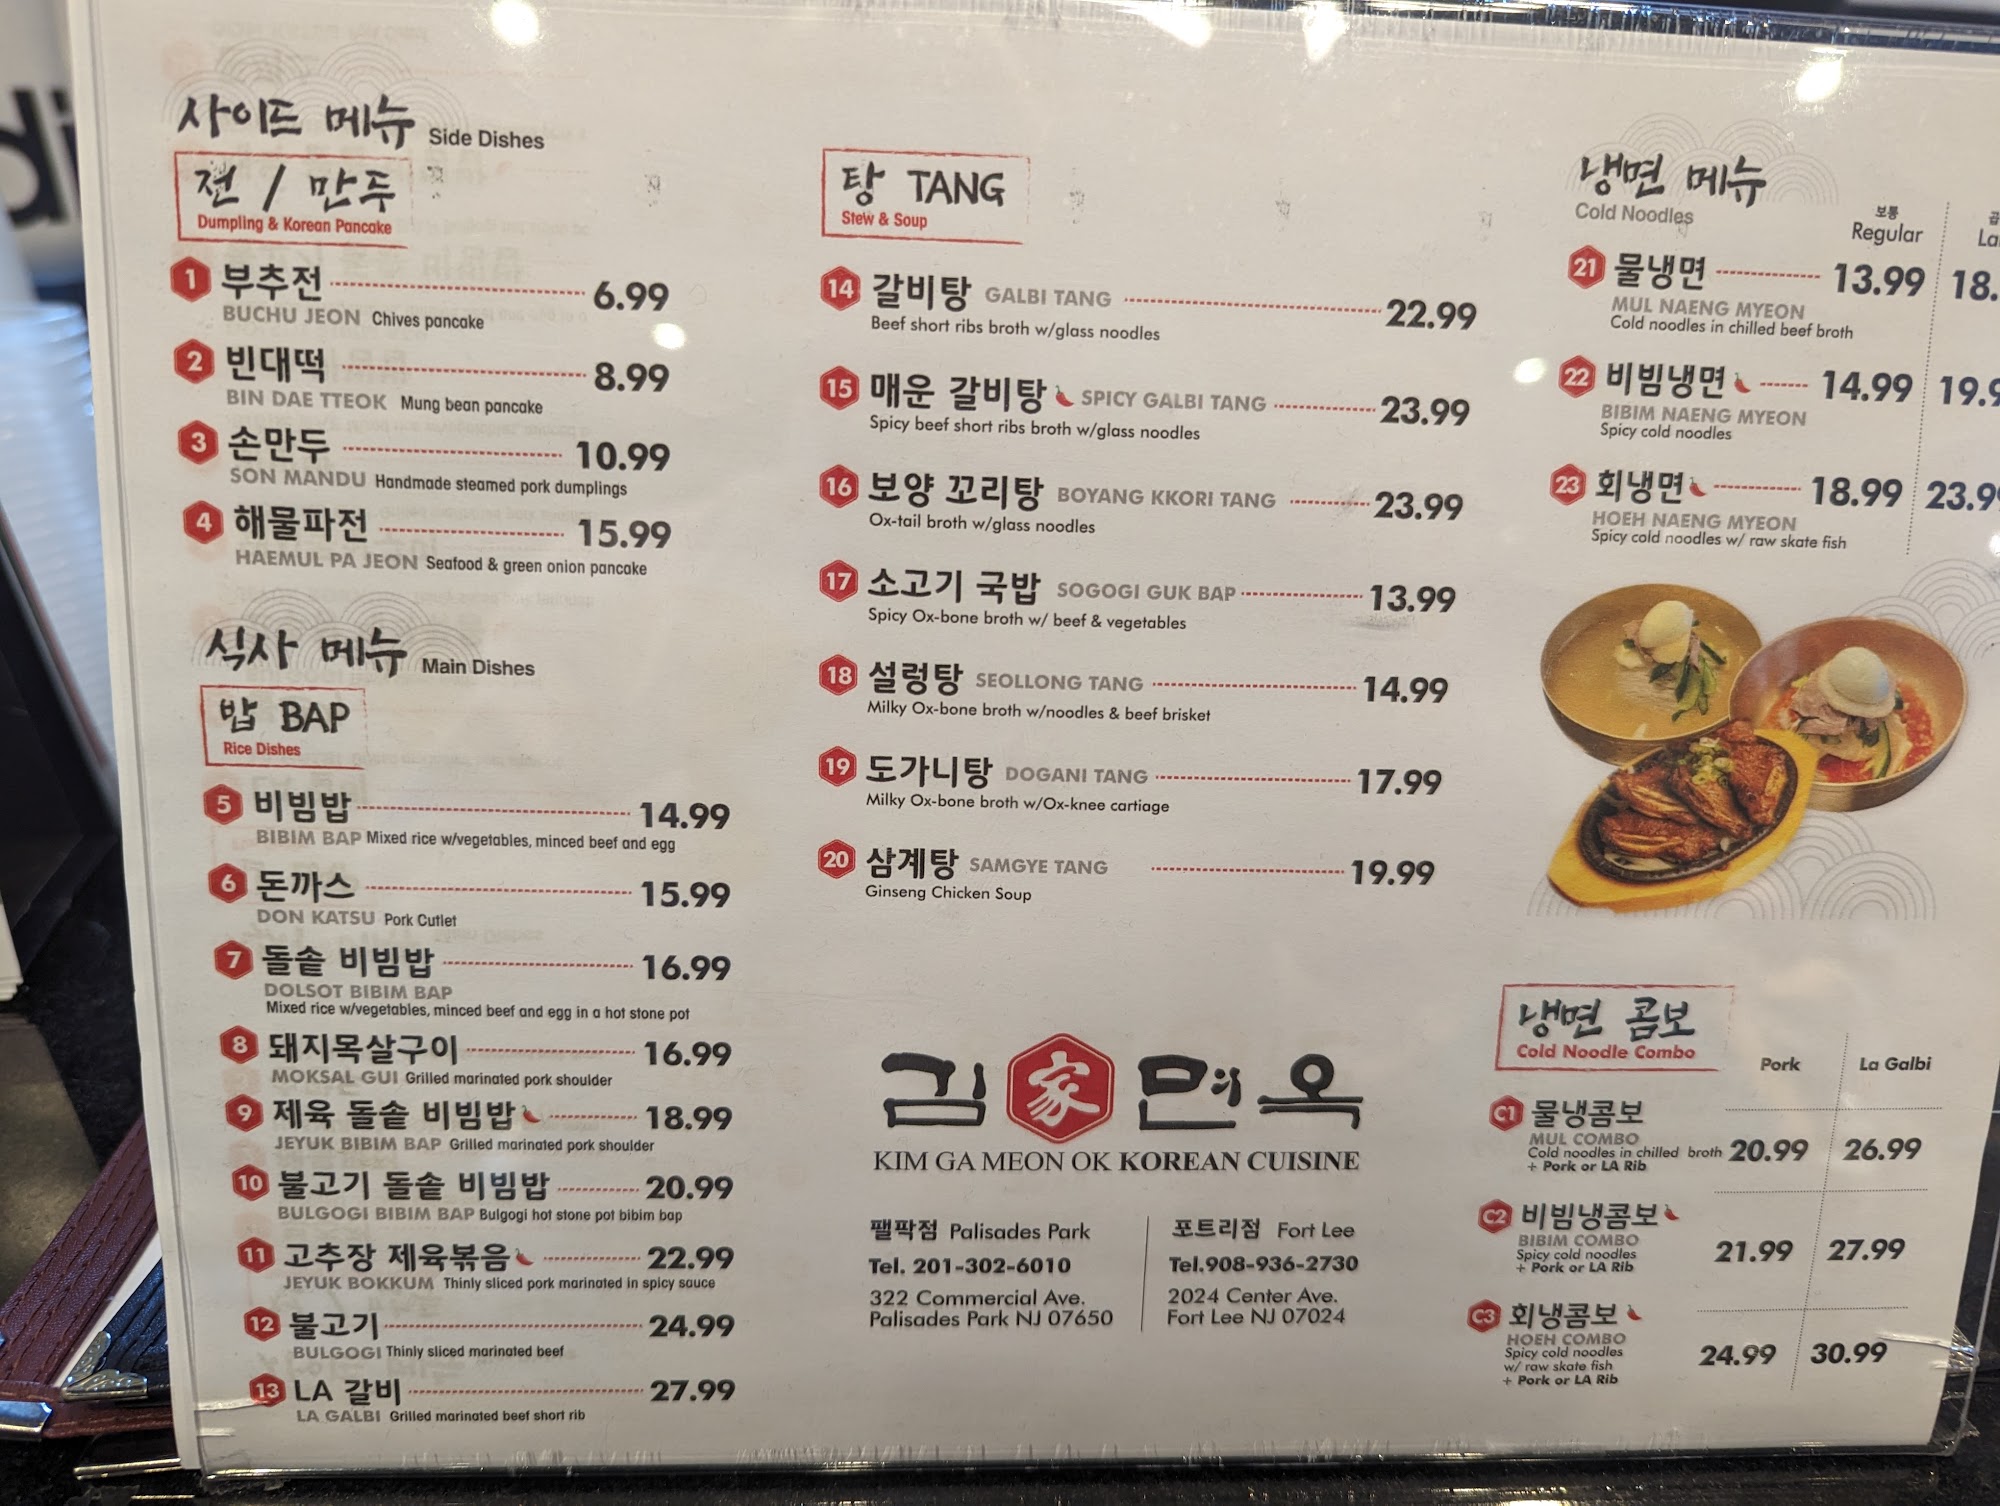 사이드 메뉴 Side Dishes
전 / 만두
Dumpling & Korean Pancake
1 부추전 6.99
BUCHU JEON Chives pancake
2 빈대떡 8.99
BIN DAE TTEOK Mung bean pancake
3 손만두 10.99
SON MANDU Handmade steamed pork dumplings
4 해물파전 15.99
HAEMUL PA JEON Seafood & green onion pancake
식사 메뉴 Main Dishes
밥 BAP
Rice Dishes
5 비빔밥 14.99
BIBIM BAP Mixed rice w/vegetables, minced beef and egg
6 돈까스 15.99
DON KATSU Pork Cutlet
7 돌솥 비빔밥 16.99
DOLSOT BIBIM BAP
Mixed rice w/vegetables, minced beef and egg in a hot stone pot
8 돼지목살구이 16.99
MOKSAL GUI Grilled marinated pork shoulder
9 제육 돌솥 비빔밥 18.99
JEYUK BIBIM BAP Grilled marinated pork shoulder
10 불고기 돌솥 비빔밥 20.99
BULGOGI BIBIM BAP Bulgogi hot stone pot bibim bap
11 고추장 제육볶음 22.99
JEYUK BOKKUM Thinly sliced pork marinated in spicy sauce
12 불고기 24.99
BULGOGI Thinly sliced marinated beef
13 LA 갈비 27.99
LA GALBI Grilled marinated beef short rib
탕 TANG
Stew & Soup
14 갈비탕 GALBI TANG 22.99
Beef short ribs broth w/glass noodles
15 매운 갈비탕 SPICY GALBI TANG 23.99
Spicy beef short ribs broth w/glass noodles
16 보양 꼬리탕 BOYANG KKORI TANG 23.99
Ox-tail broth w/glass noodles
17 소고기 국밥 SOGOGI GUK BAP 13.99
Spicy Ox-bone broth w/ beef & vegetables
18 설렁탕 SEOLLONG TANG 14.99
Milky Ox-bone broth w/noodles & beef brisket
19 도가니탕 DOGANI TANG 17.99
Milky Ox-bone broth w/Ox-knee cartiage
20 삼계탕 SAMGYE TANG 19.99
Ginseng Chicken Soup
김 家 면옥
KIM GA MEON OK KOREAN CUISINE
팰팍점 Palisades Park
Tel. 201-302-6010
322 Commercial Ave.
Palisades Park NJ 07650
포트리점 Fort Lee
Tel.908-936-2730
2024 Center Ave.
Fort Lee NJ 07024
냉면 메뉴
Cold Noodles
보통
Regular
21 물냉면 13.99 18.
MUL NAENG MYEON
Cold noodles in chilled beef broth
22 비빔냉면 14.99 19.9
BIBIM NAENG MYEON
Spicy cold noodles
23 회냉면 18.99 23.9
HOEH NAENG MYEON
Spicy cold noodles w/ raw skate fish
냉면 콤보
Cold Noodle Combo
Pork La Galbi
C1 물냉콤보
MUL COMBO
Cold noodles in chilled broth 20.99 26.99
+ Pork or LA Rib
C2 비빔냉콤보
BIBIM COMBO
Spicy cold noodles 21.99 27.99
+ Pork or LA Rib
C3 회냉콤보
HOEH COMBO
Spicy cold noodles
w/ raw skate fish 24.99 30.99
+ Pork or LA Rib